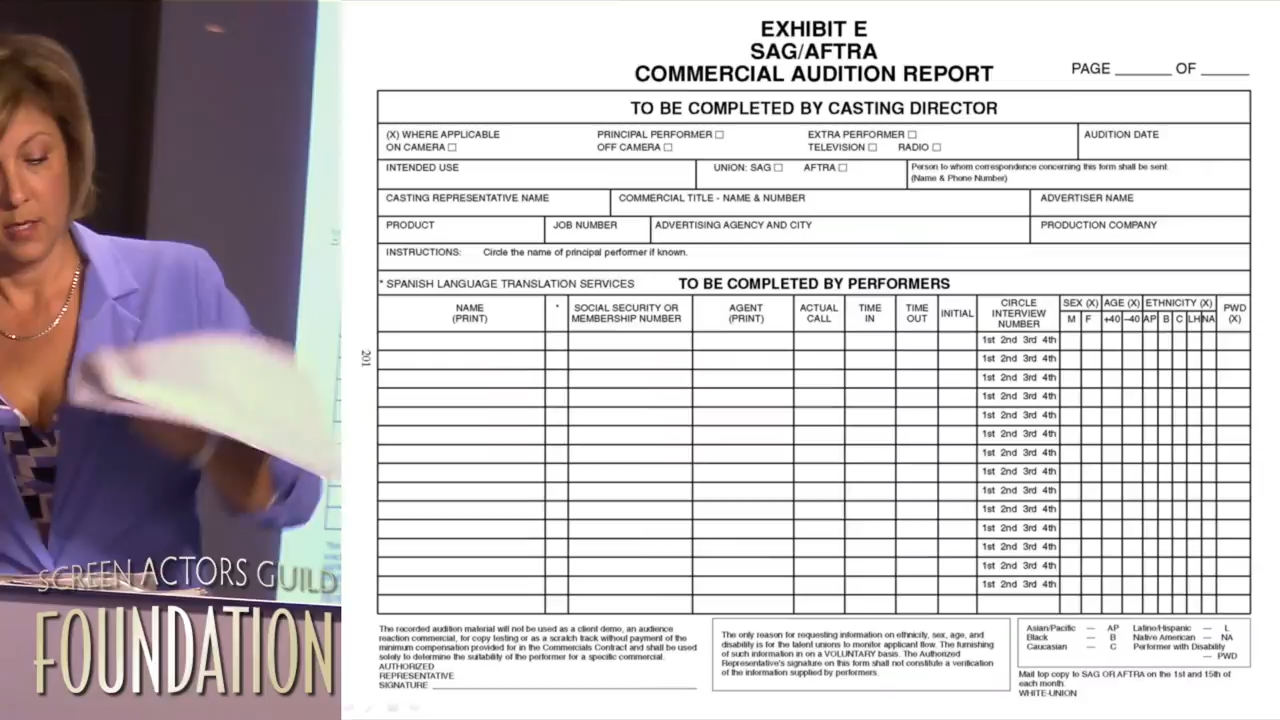 EXHIBIT E
SAG/AFTRA
COMMERCIAL AUDITION REPORT
PAGE ______ OF ______
TO BE COMPLETED BY CASTING DIRECTOR
(X) WHERE APPLICABLE PRINCIPAL PERFORMER □ EXTRA PERFORMER □ AUDITION DATE
ON CAMERA □ OFF CAMERA □ TELEVISION □ RADIO □
INTENDED USE UNION: SAG □ AFTRA □ Person to whom correspondence concerning this form shall be sent.
(Name & Phone Number)
CASTING REPRESENTATIVE NAME COMMERCIAL TITLE - NAME & NUMBER ADVERTISER NAME
PRODUCT JOB NUMBER ADVERTISING AGENCY AND CITY PRODUCTION COMPANY
INSTRUCTIONS: Circle the name of principal performer if known.
* SPANISH LANGUAGE TRANSLATION SERVICES TO BE COMPLETED BY PERFORMERS
NAME (PRINT) * SOCIAL SECURITY OR MEMBERSHIP NUMBER AGENT (PRINT) ACTUAL CALL TIME IN TIME OUT INITIAL CIRCLE INTERVIEW NUMBER SEX (X) AGE (X) ETHNICITY (X) PWD (X)
M F +40 –40 AP B C LH NA
1st 2nd 3rd 4th
1st 2nd 3rd 4th
1st 2nd 3rd 4th
1st 2nd 3rd 4th
1st 2nd 3rd 4th
1st 2nd 3rd 4th
1st 2nd 3rd 4th
1st 2nd 3rd 4th
1st 2nd 3rd 4th
1st 2nd 3rd 4th
1st 2nd 3rd 4th
1st 2nd 3rd 4th
1st 2nd 3rd 4th
1st 2nd 3rd 4th
201
The recorded audition material will not be used as a client demo, an audience
reaction commercial, for copy testing or as a scratch track without payment of the
minimum compensation provided for in the Commercials Contract and shall be used
solely to determine the suitability of the performer for a specific commercial.
AUTHORIZED
REPRESENTATIVE
SIGNATURE
The only reason for requesting information on ethnicity, sex, age, and
disability is for the talent unions to monitor applicant flow. The furnishing
of such information in on a VOLUNTARY basis. The Authorized
Representative's signature on this form shall not constitute a verification
of the information supplied by performers.
Asian/Pacific — AP Latino/Hispanic — L
Black — B Native American — NA
Caucasian — C Performer with Disability
— PWD
Mail top copy to SAG OR AFTRA on the 1st and 15th of
each month.
WHITE-UNION
SCREEN ACTORS GUILD
FOUNDATION